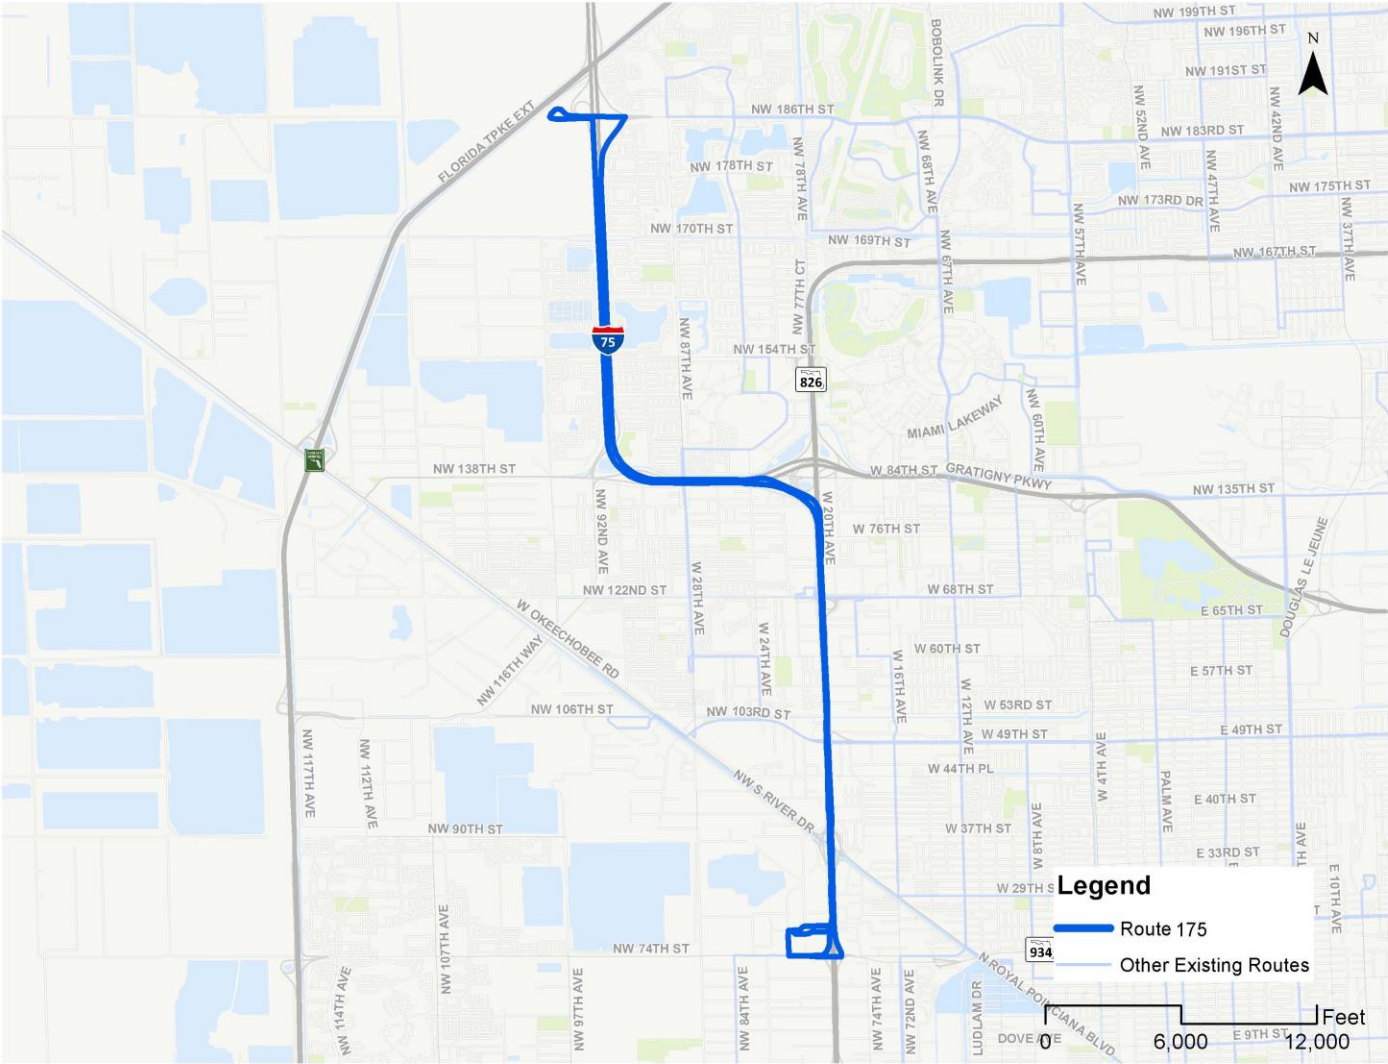 NW 199TH ST
NW 196TH ST
N
BOBOLINK DR
NW 191ST ST
FLORIDA TPKE EXT
NW 186TH ST
NW 52ND AVE
NW 42ND AVE
NW 183RD ST
NW 178TH ST
NW 78TH AVE
NW 68TH AVE
NW 47TH AVE
NW 175TH ST
NW 173RD DR
NW 37TH AVE
NW 170TH ST
NW 169TH ST
NW 67TH AVE
NW 57TH AVE
NW 167TH ST
NW 77TH CT
75
NW 87TH AVE
NW 154TH ST
826
MIAMI LAKEWAY
NW 60TH AVE
NW 138TH ST
W 84TH ST
GRATIGNY PKWY
NW 135TH ST
NW 92ND AVE
W 20TH AVE
W 76TH ST
DOUGLAS LE JEUNE
NW 122ND ST
W 28TH AVE
W 68TH ST
E 65TH ST
W OKEECHOBEE RD
NW 116TH WAY
W 24TH AVE
W 60TH ST
W 16TH AVE
E 57TH ST
W 12TH AVE
NW 106TH ST
NW 103RD ST
W 53RD ST
W 49TH ST
E 49TH ST
NW 117TH AVE
NW 112TH AVE
W 44TH PL
W 4TH AVE
PALM AVE
NW S RIVER DR
E 40TH ST
NW 90TH ST
W 37TH ST
W 8TH AVE
E 33RD ST
TH AVE
E 10TH AVE
W 29TH S
Legend
Route 175
Other Existing Routes
NW 107TH AVE
NW 74TH ST
934
N ROYAL POINCIANA BLVD
NW 114TH AVE
NW 97TH AVE
NW 84TH AVE
NW 74TH AVE
NW 72ND AVE
LUDLAM DR
DOVE AVE
E 9TH ST
Feet
0 6,000 12,000